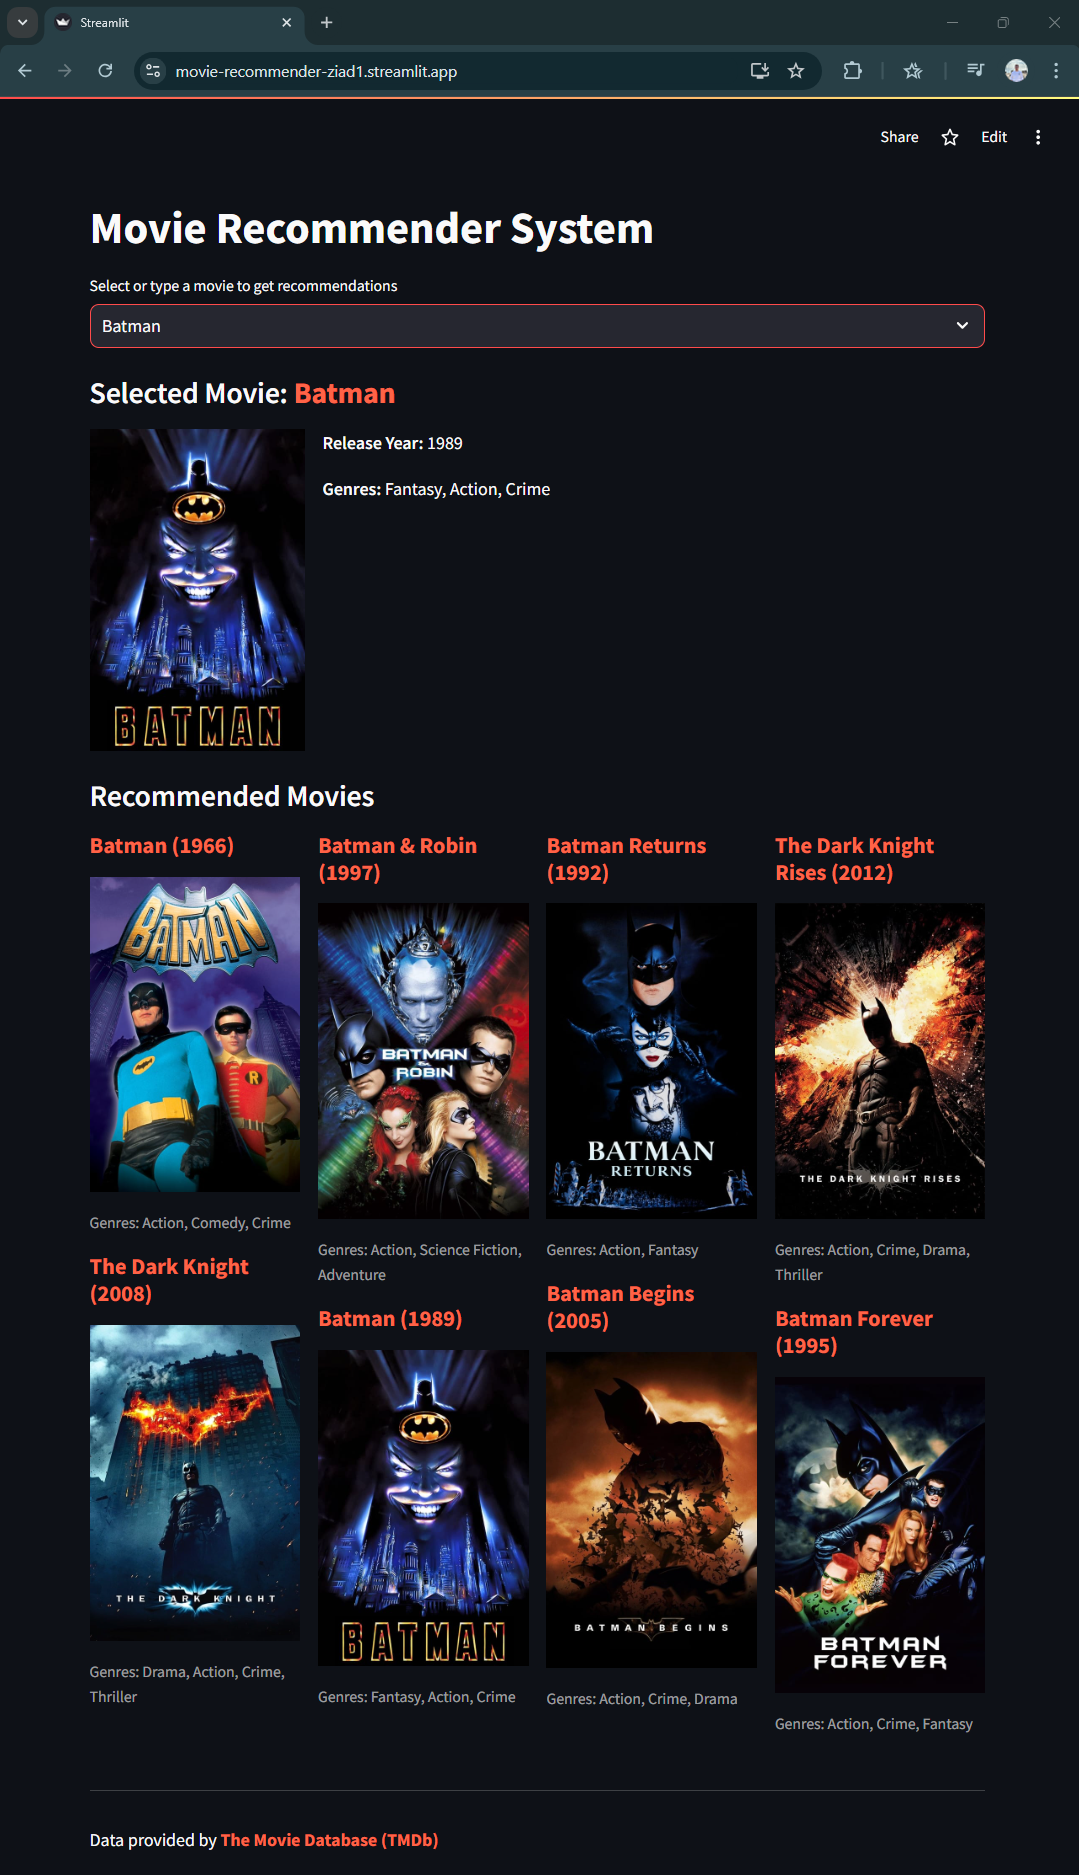 Streamlit
movie-recommender-ziad1.streamlit.app
Share
Edit
Movie Recommender System
Select or type a movie to get recommendations
Batman
Selected Movie: Batman
Release Year: 1989
Genres: Fantasy, Action, Crime
BATMAN
Recommended Movies
Batman (1966)
BATMAN
R
Genres: Action, Comedy, Crime
Batman & Robin
(1997)
BATMAN
&
ROBIN
Genres: Action, Science Fiction,
Adventure
Batman Returns
(1992)
BATMAN
RETURNS
Genres: Action, Fantasy
The Dark Knight
Rises (2012)
THE DARK KNIGHT RISES
Genres: Action, Crime, Drama,
Thriller
The Dark Knight
(2008)
THE DARK KNIGHT
Genres: Drama, Action, Crime,
Thriller
Batman (1989)
BATMAN
Genres: Fantasy, Action, Crime
Batman Begins
(2005)
BATMAN BEGINS
Genres: Action, Crime, Drama
Batman Forever
(1995)
BATMAN
FOREVER
Genres: Action, Crime, Fantasy
Data provided by The Movie Database (TMDb)